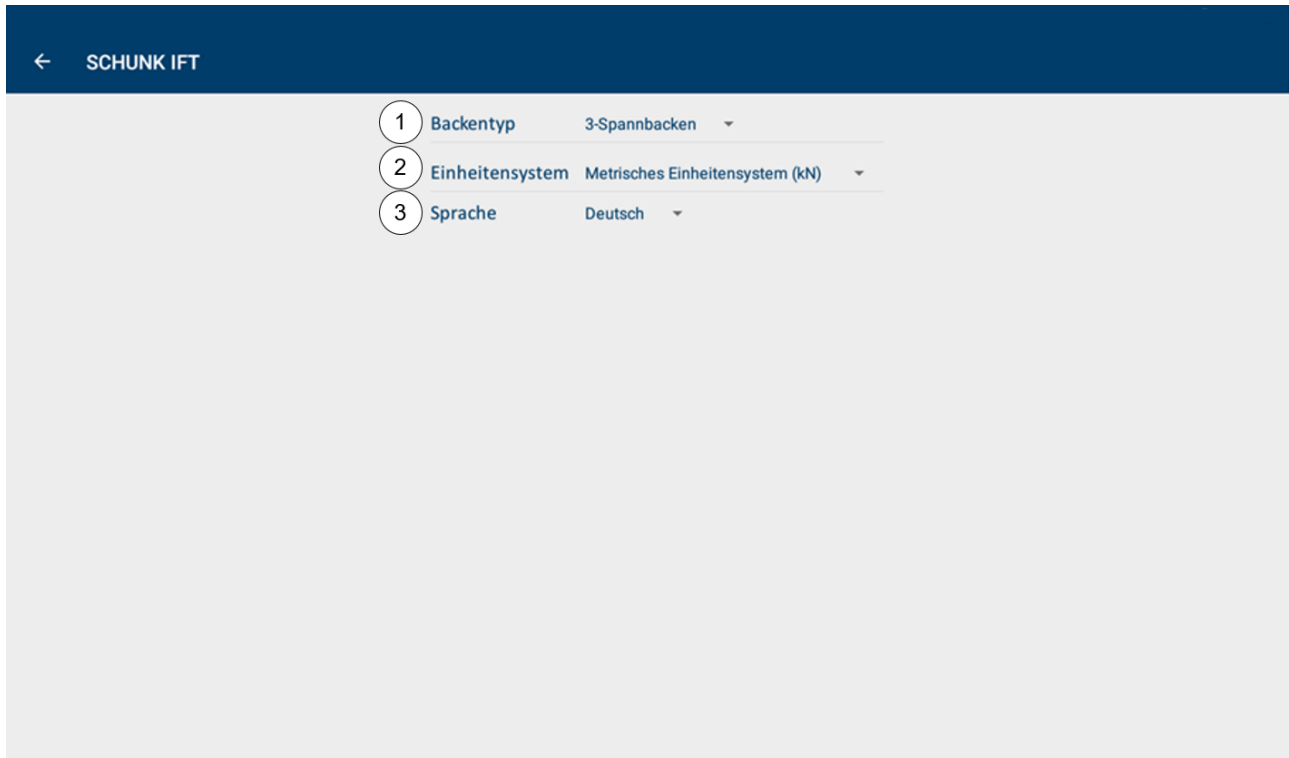 SCHUNK IFT
1 Backentyp 3-Spannbacken
2 Einheitensystem Metrisches Einheitensystem (kN)
3 Sprache Deutsch